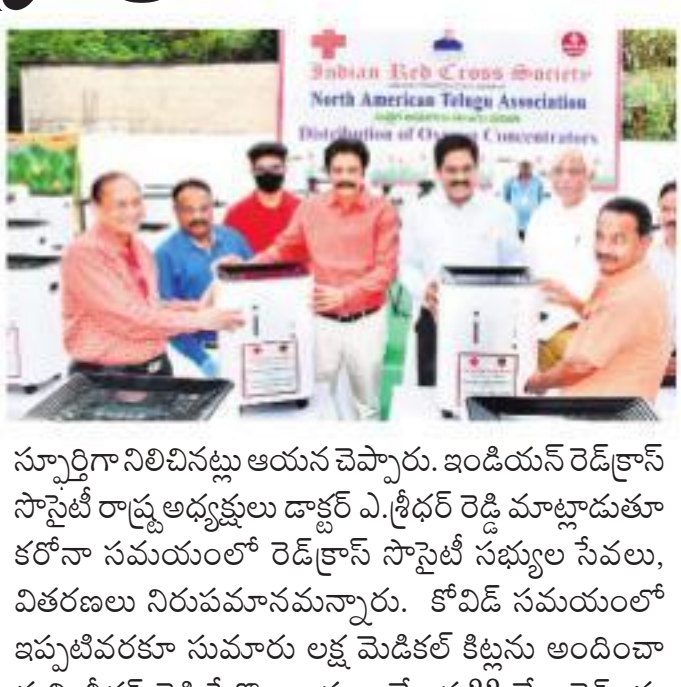 Indian Red Cross Society
North American Telugu Association
Distribution of Oxygen Concentrators
స్ఫూర్తిగా నిలిచినట్లు ఆయన చెప్పారు. ఇండియన్ రెడ్‌క్రాస్
సొసైటీ రాష్ట్ర అధ్యక్షులు డాక్టర్ ఎ.శ్రీధర్ రెడ్డి మాట్లాడుతూ
కరోనా సమయంలో రెడ్‌క్రాస్ సొసైటీ సభ్యుల సేవలు,
వితరణలు నిరుపమానమన్నారు. కోవిడ్ సమయంలో
ఇప్పటివరకూ సుమారు లక్ష మెడికల్ కిట్లను అందించా